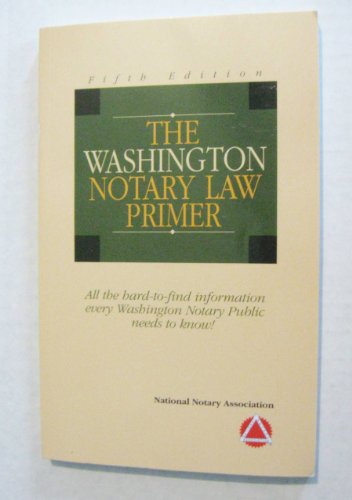 Fifth Edition
THE
WASHINGTON
NOTARY LAW
PRIMER
All the hard-to-find information
every Washington Notary Public
needs to know!
National Notary Association